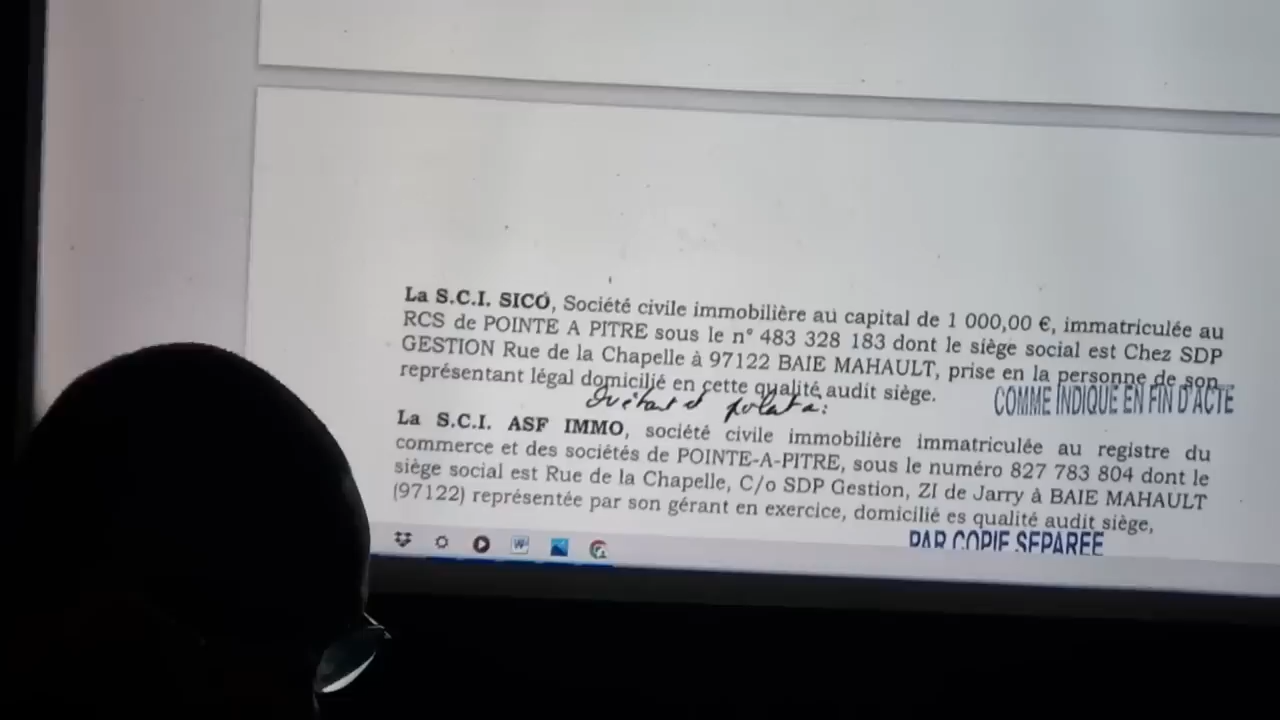 La S.C.I. SICO, Société civile immobilière au capital de 1 000,00 €, immatriculée au
RCS de POINTE A PITRE sous le n° 483 328 183 dont le siège social est Chez SDP
GESTION Rue de la Chapelle à 97122 BAIE MAHAULT, prise en la personne de son
représentant légal domicilié en cette qualité audit siège.
COMME INDIQUE EN FIN D'ACTE
La S.C.I. ASF IMMO, société civile immobilière immatriculée au registre du
commerce et des sociétés de POINTE-A-PITRE, sous le numéro 827 783 804 dont le
siège social est Rue de la Chapelle, C/o SDP Gestion, ZI de Jarry à BAIE MAHAULT
(97122) représentée par son gérant en exercice, domicilié es qualité audit siège,
PAR COPIE SEPAREE